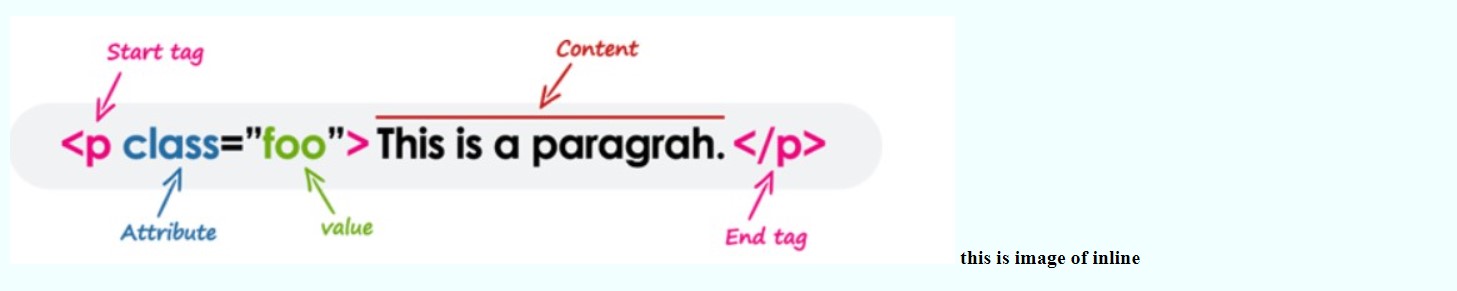 Start tag
Content
<p class=”foo”> This is a paragrah. </p>
Attribute
value
End tag
this is image of inline